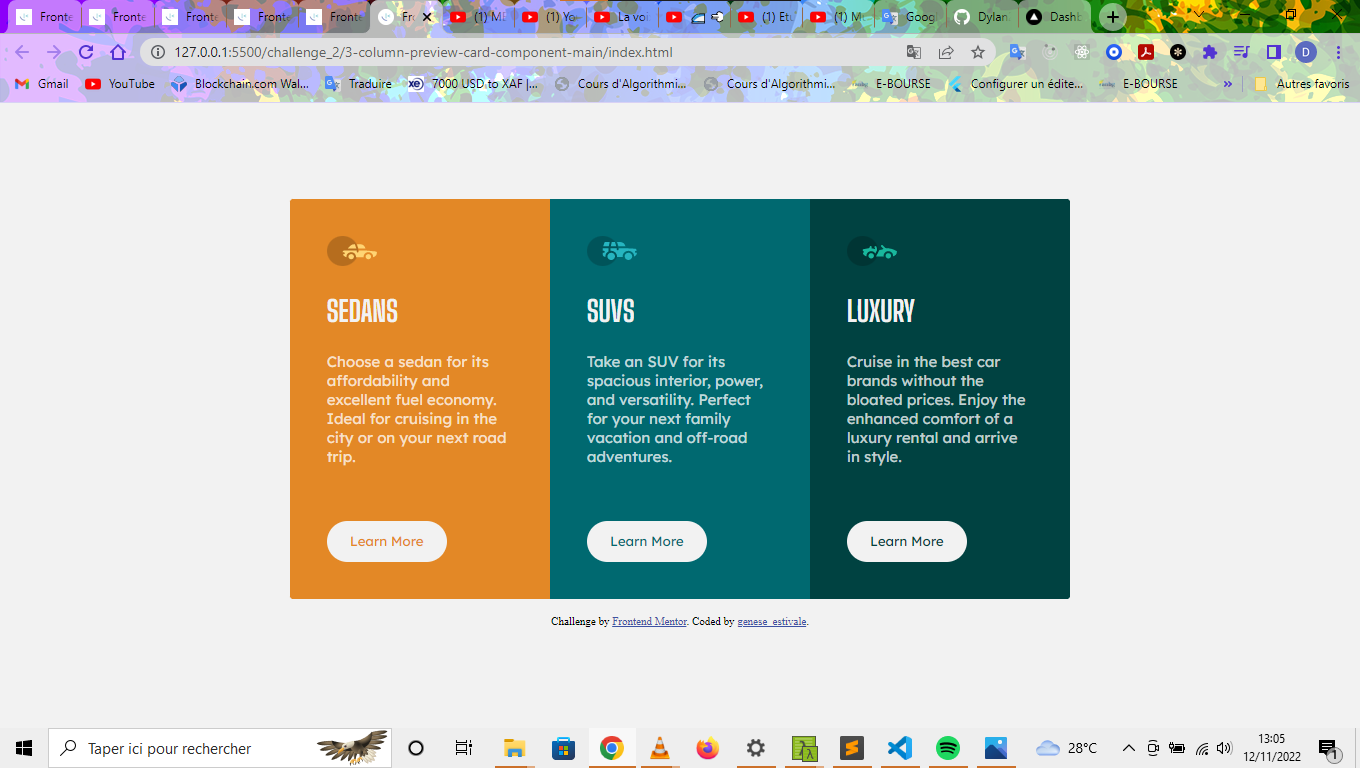 Fronte
Fronte
Fronte
Fronte
Fronte
Fro
(1) ME
(1) Yo
La voi
(1) Etu
(1) Mu
Goog
Dylan
Dashb
127.0.0.1:5500/challenge_2/3-column-preview-card-component-main/index.html
D
Gmail
YouTube
Blockchain.com Wal...
Traduire
7000 USD to XAF |...
Cours d'Algorithmi...
Cours d'Algorithmi...
E-BOURSE
Configurer un édite...
E-BOURSE
»
Autres favoris
SEDANS
Choose a sedan for its
affordability and
excellent fuel economy.
Ideal for cruising in the
city or on your next road
trip.
Learn More
SUVS
Take an SUV for its
spacious interior, power,
and versatility. Perfect
for your next family
vacation and off-road
adventures.
Learn More
LUXURY
Cruise in the best car
brands without the
bloated prices. Enjoy the
enhanced comfort of a
luxury rental and arrive
in style.
Learn More
Challenge by Frontend Mentor. Coded by genese_estivale.
Taper ici pour rechercher
28°C
13:05
12/11/2022
1